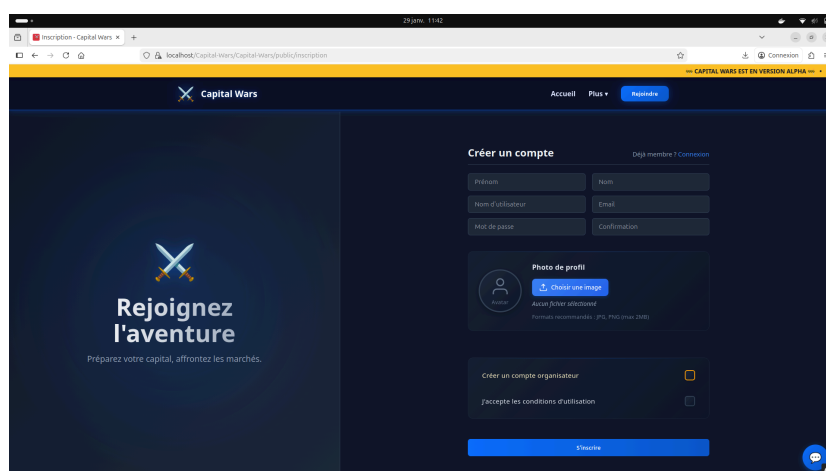 29 janv. 11:42
Inscription - Capital Wars
localhost/Capital-Wars/Capital-Wars/public/inscription
Connexion
CAPITAL WARS EST EN VERSION ALPHA
Capital Wars
Accueil
Plus
Rejoindre
Rejoignez
l'aventure
Préparez votre capital, affrontez les marchés.
Créer un compte
Déjà membre ? Connexion
Prénom
Nom
Nom d'utilisateur
Email
Mot de passe
Confirmation
Avatar
Photo de profil
Choisir une image
Aucun fichier sélectionné
Formats recommandés : JPG, PNG (max 2MB)
Créer un compte organisateur
J'accepte les conditions d'utilisation
S'inscrire